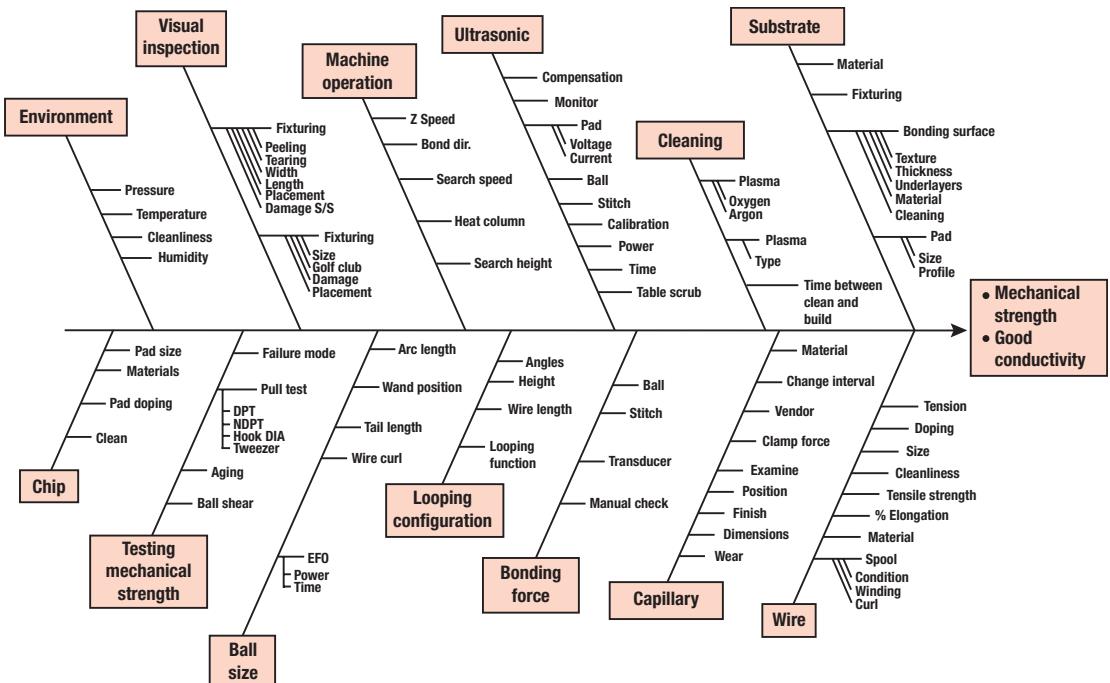 Visual
inspection
Fixturing
Peeling
Tearing
Width
Length
Placement
Damage S/S
Fixturing
Size
Golf club
Damage
Placement
Environment
Pressure
Temperature
Cleanliness
Humidity
Machine
operation
Z Speed
Bond dir.
Search speed
Heat column
Search height
Ultrasonic
Compensation
Monitor
Pad
Voltage
Current
Ball
Stitch
Calibration
Power
Time
Table scrub
Cleaning
Plasma
Oxygen
Argon
Plasma
Type
Time between
clean and
build
Substrate
Material
Fixturing
Bonding surface
Texture
Thickness
Underlayers
Material
Cleaning
Pad
Size
Profile
• Mechanical
strength
• Good
conductivity
Pad size
Materials
Pad doping
Clean
Chip
Failure mode
Pull test
DPT
NDPT
Hook DIA
Tweezer
Aging
Ball shear
Testing
mechanical
strength
Arc length
Wand position
Tail length
Wire curl
EFO
Power
Time
Ball
size
Angles
Height
Wire length
Looping
function
Looping
configuration
Ball
Stitch
Transducer
Manual check
Bonding
force
Material
Change interval
Vendor
Clamp force
Examine
Position
Finish
Dimensions
Wear
Capillary
Tension
Doping
Size
Cleanliness
Tensile strength
% Elongation
Material
Spool
Condition
Winding
Curl
Wire